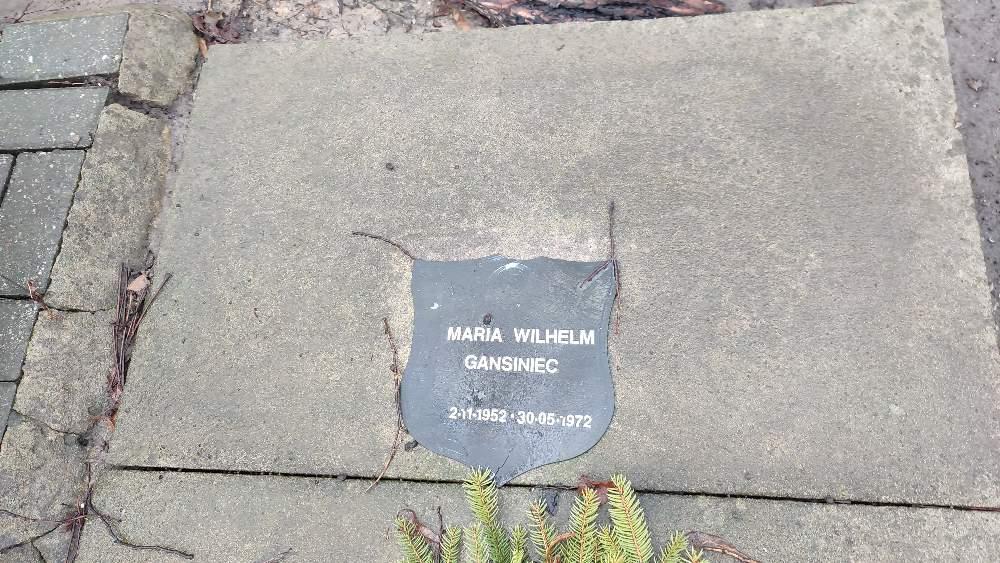 MARIA WILHELM
GANSINIEC
2·11·1952 · 30·05·1972